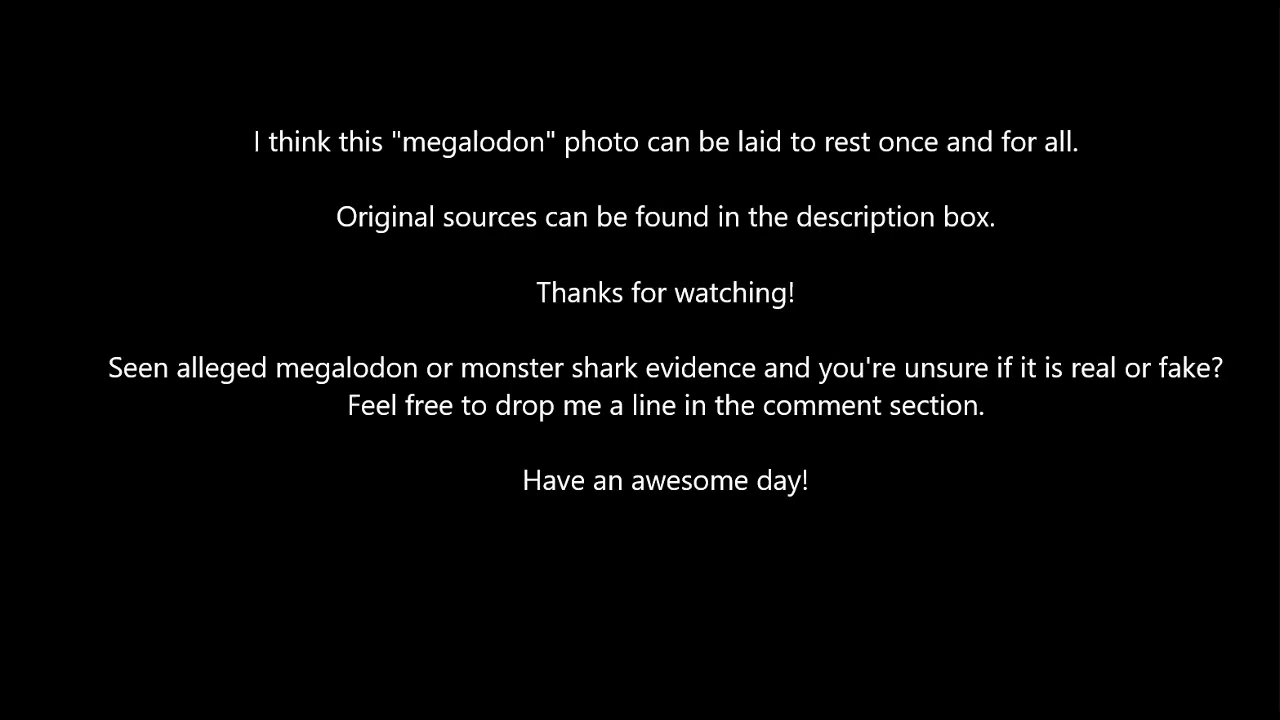 I think this "megalodon" photo can be laid to rest once and for all.
Original sources can be found in the description box.
Thanks for watching!
Seen alleged megalodon or monster shark evidence and you're unsure if it is real or fake?
Feel free to drop me a line in the comment section.
Have an awesome day!